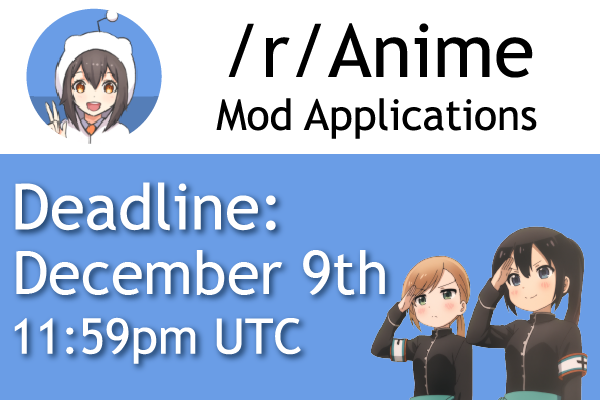 /r/Anime
Mod Applications
Deadline:
December 9th
11:59pm UTC